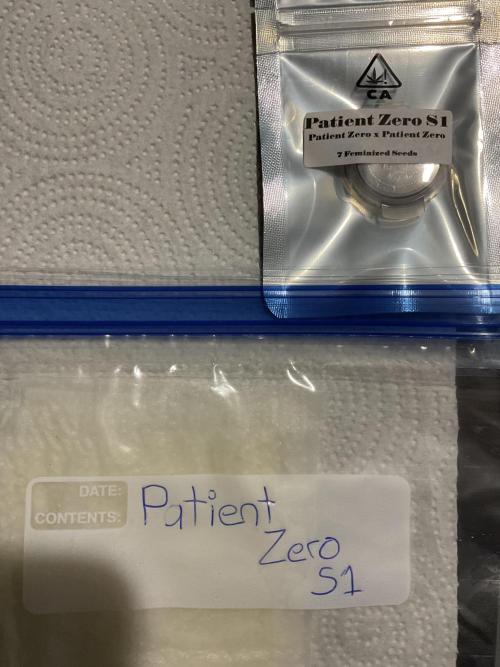 CA
Patient Zero S1
Patient Zero x Patient Zero
7 Feminized Seeds
DATE:
CONTENTS:
Patient
Zero
S1